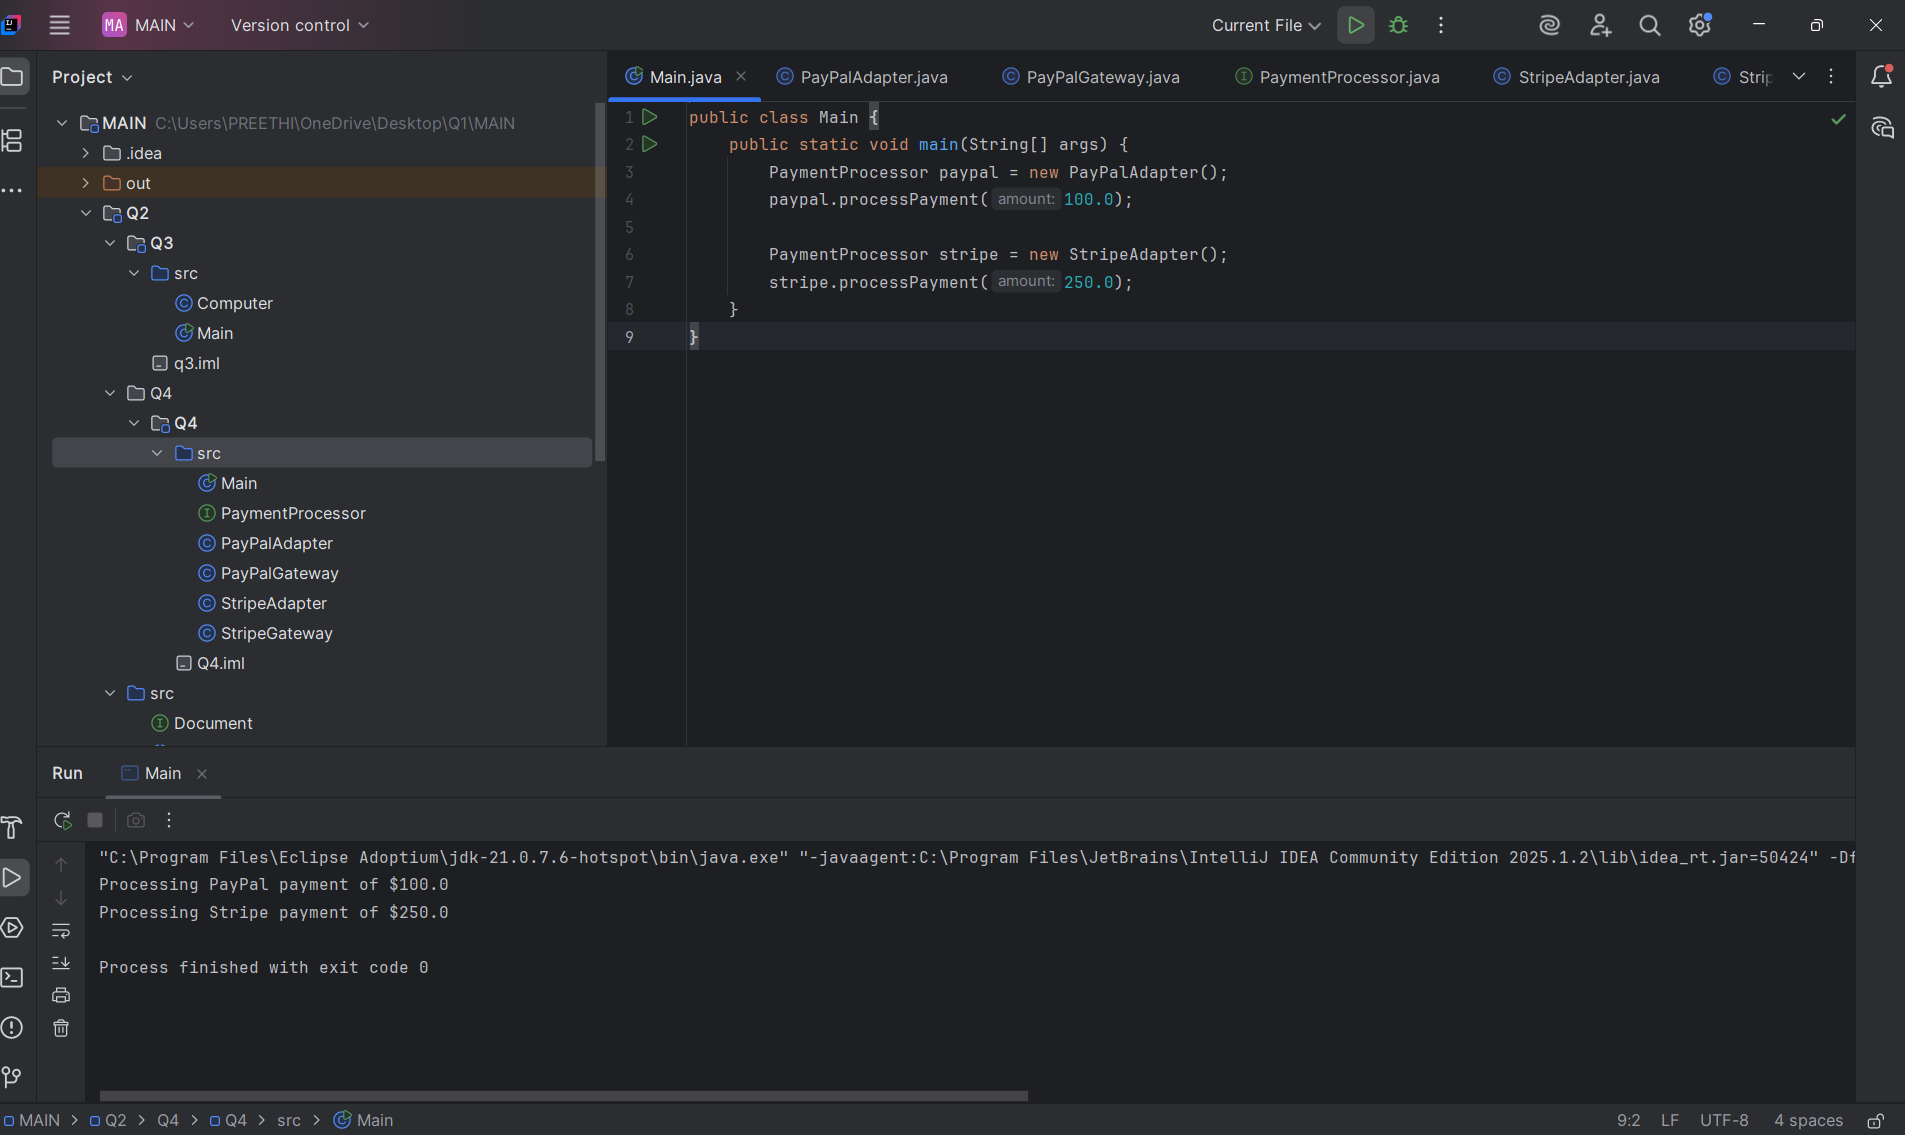 MA MAIN Version control Current File
Project
MAIN C:\Users\PREETHI\OneDrive\Desktop\Q1\MAIN
.idea
out
Q2
Q3
src
Computer
Main
q3.iml
Q4
Q4
src
Main
PaymentProcessor
PayPalAdapter
PayPalGateway
StripeAdapter
StripeGateway
Q4.iml
src
Document
Main.java PayPalAdapter.java PayPalGateway.java PaymentProcessor.java StripeAdapter.java Strip
1 public class Main {
2 public static void main(String[] args) {
3 PaymentProcessor paypal = new PayPalAdapter();
4 paypal.processPayment( amount: 100.0);
5
6 PaymentProcessor stripe = new StripeAdapter();
7 stripe.processPayment( amount: 250.0);
8 }
9 }
Run Main
"C:\Program Files\Eclipse Adoptium\jdk-21.0.7.6-hotspot\bin\java.exe" "-javaagent:C:\Program Files\JetBrains\IntelliJ IDEA Community Edition 2025.1.2\lib\idea_rt.jar=50424" -Df
Processing PayPal payment of $100.0
Processing Stripe payment of $250.0
Process finished with exit code 0
MAIN > Q2 > Q4 > Q4 > src > Main 9:2 LF UTF-8 4 spaces